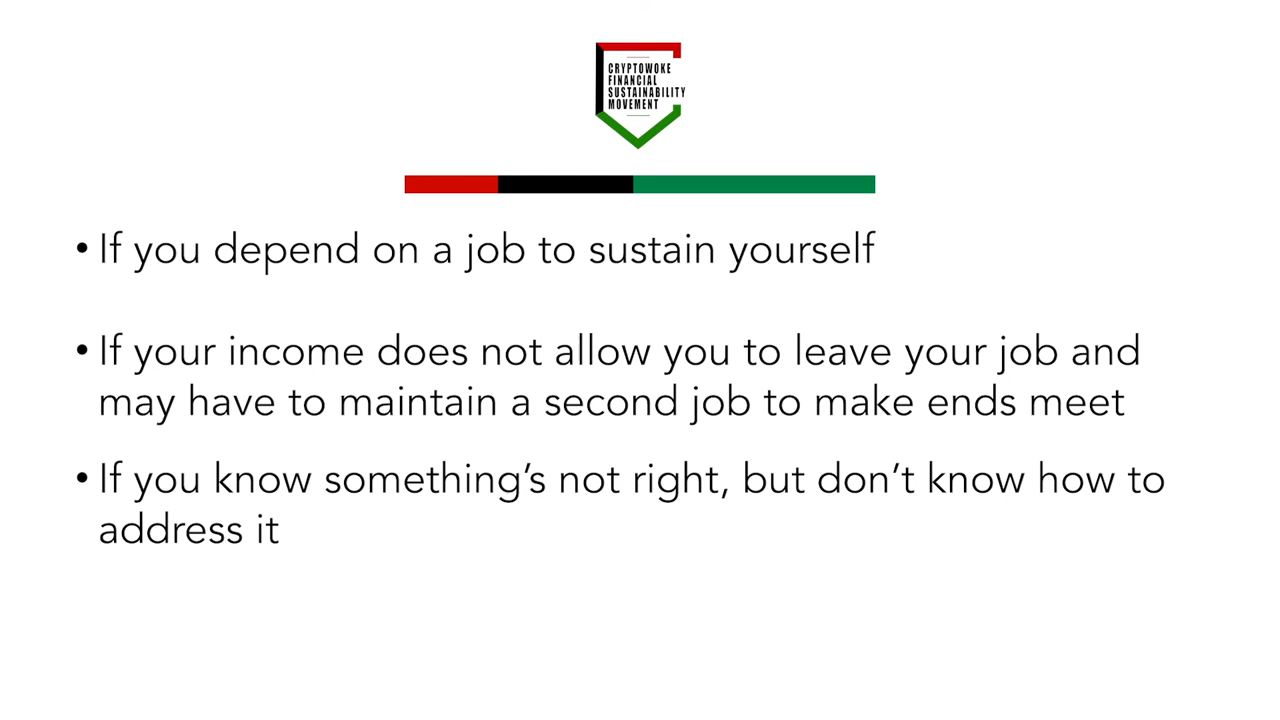 CRYPTOWOKE
FINANCIAL
SUSTAINABILITY
MOVEMENT
• If you depend on a job to sustain yourself
• If your income does not allow you to leave your job and
may have to maintain a second job to make ends meet
• If you know something’s not right, but don’t know how to
address it